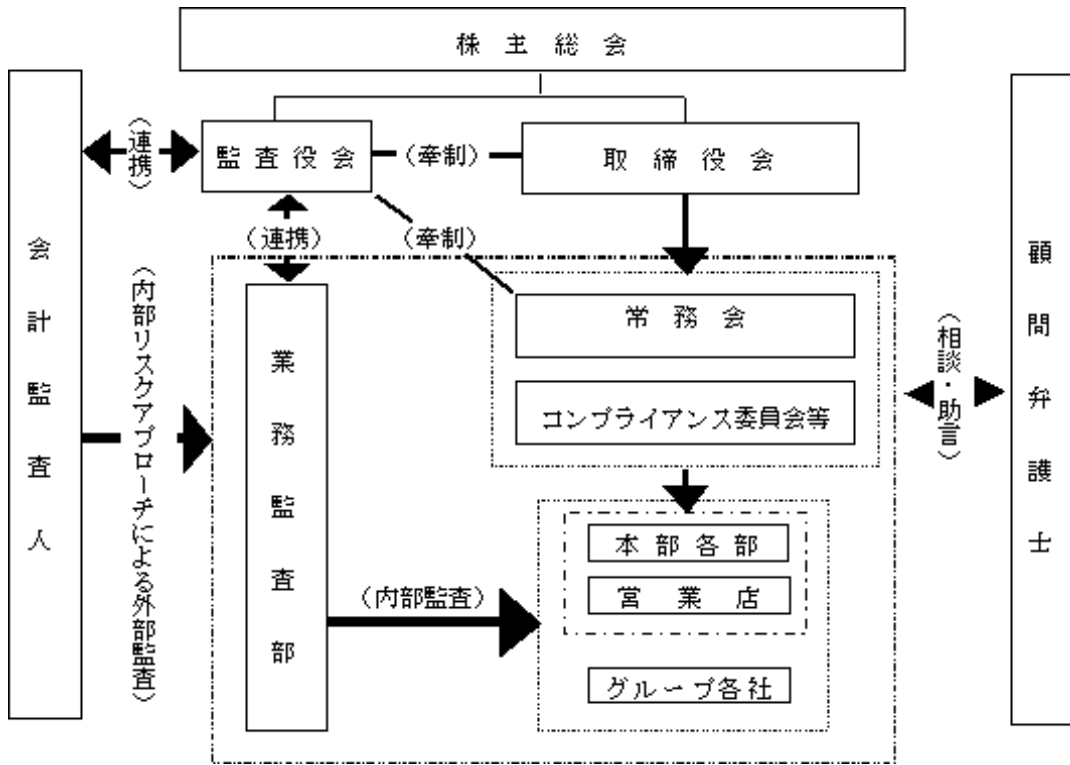 株主総会
監査役会
(牽制)
取締役会
(連携)
(連携)
(牽制)
会計監査人
(内部リスクアプローチによる外部監査)
業務監査部
常務会
コンプライアンス委員会等
(相談・助言)
顧問弁護士
(内部監査)
本部各部
営業店
グループ各社